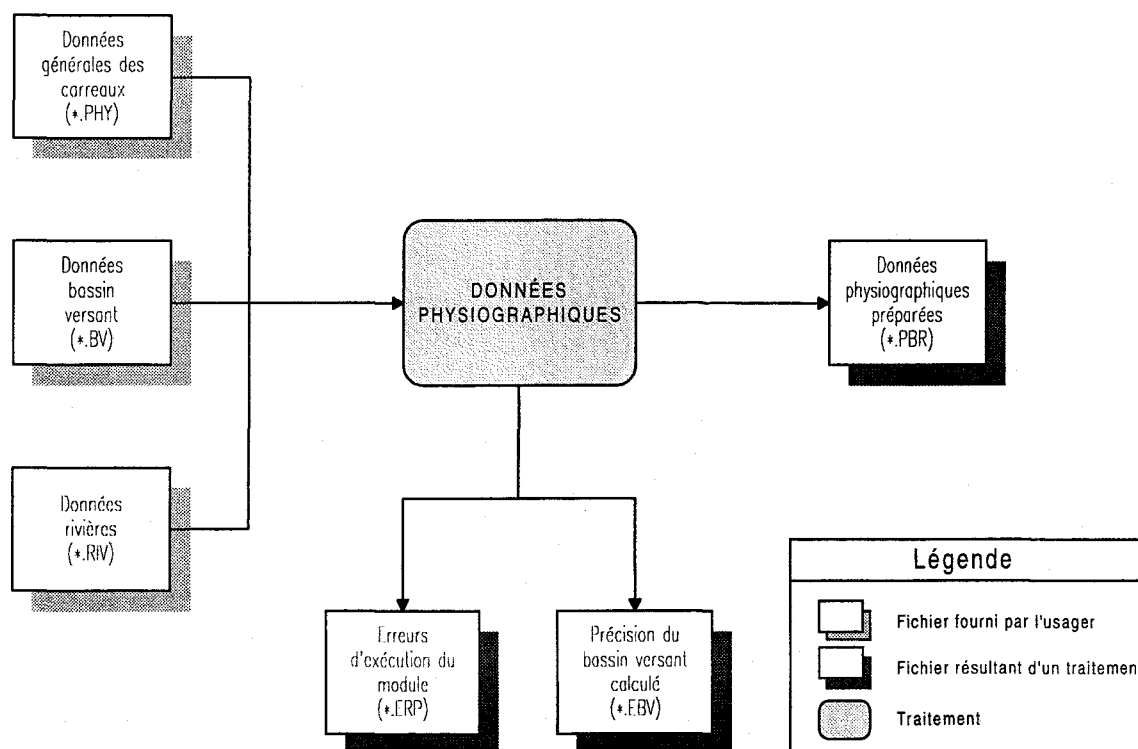 Données
générales des
carreaux
(*.PHY)
Données
bassin
versant
(*.BV)
Données
rivières
(*.RIV)
DONNÉES
PHYSIOGRAPHIQUES
Données
physiographiques
préparées
(*.PBR)
Erreurs
d'exécution du
module
(*.ERP)
Précision du
bassin versant
calculé
(*.EBV)
Légende
Fichier fourni par l'usager
Fichier résultant d'un traitemen
Traitement